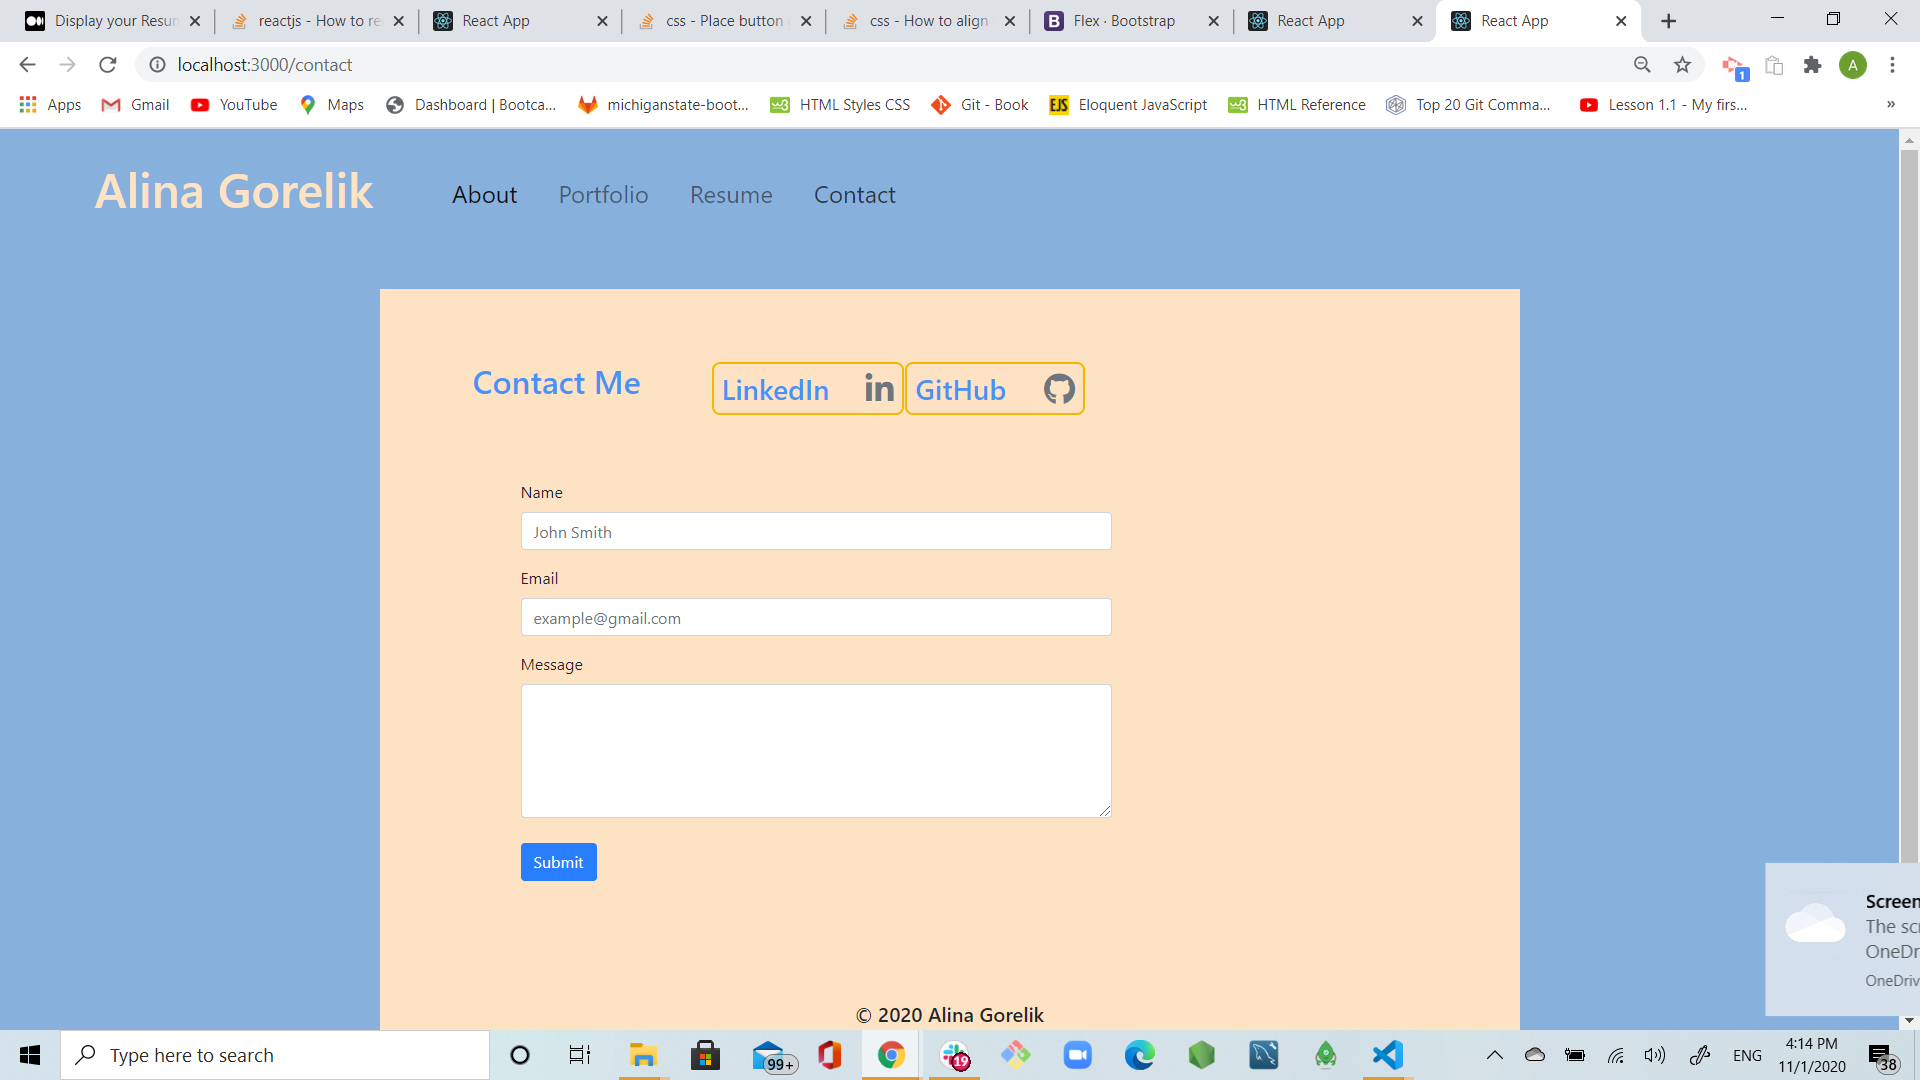 Display your Resun
reactjs - How to re
React App
css - Place button
css - How to align
Flex · Bootstrap
React App
React App
localhost:3000/contact
A
1
Apps
Gmail
YouTube
Maps
Dashboard | Bootca...
michiganstate-boot...
HTML Styles CSS
Git - Book
EJS
Eloquent JavaScript
HTML Reference
Top 20 Git Comma...
Lesson 1.1 - My firs...
»
Alina Gorelik
About
Portfolio
Resume
Contact
Contact Me
LinkedIn in
GitHub
Name
John Smith
Email
example@gmail.com
Message
Submit
Screen
The scr
OneDr
OneDriv
© 2020 Alina Gorelik
Type here to search
99+
19
ENG
4:14 PM
11/1/2020
38